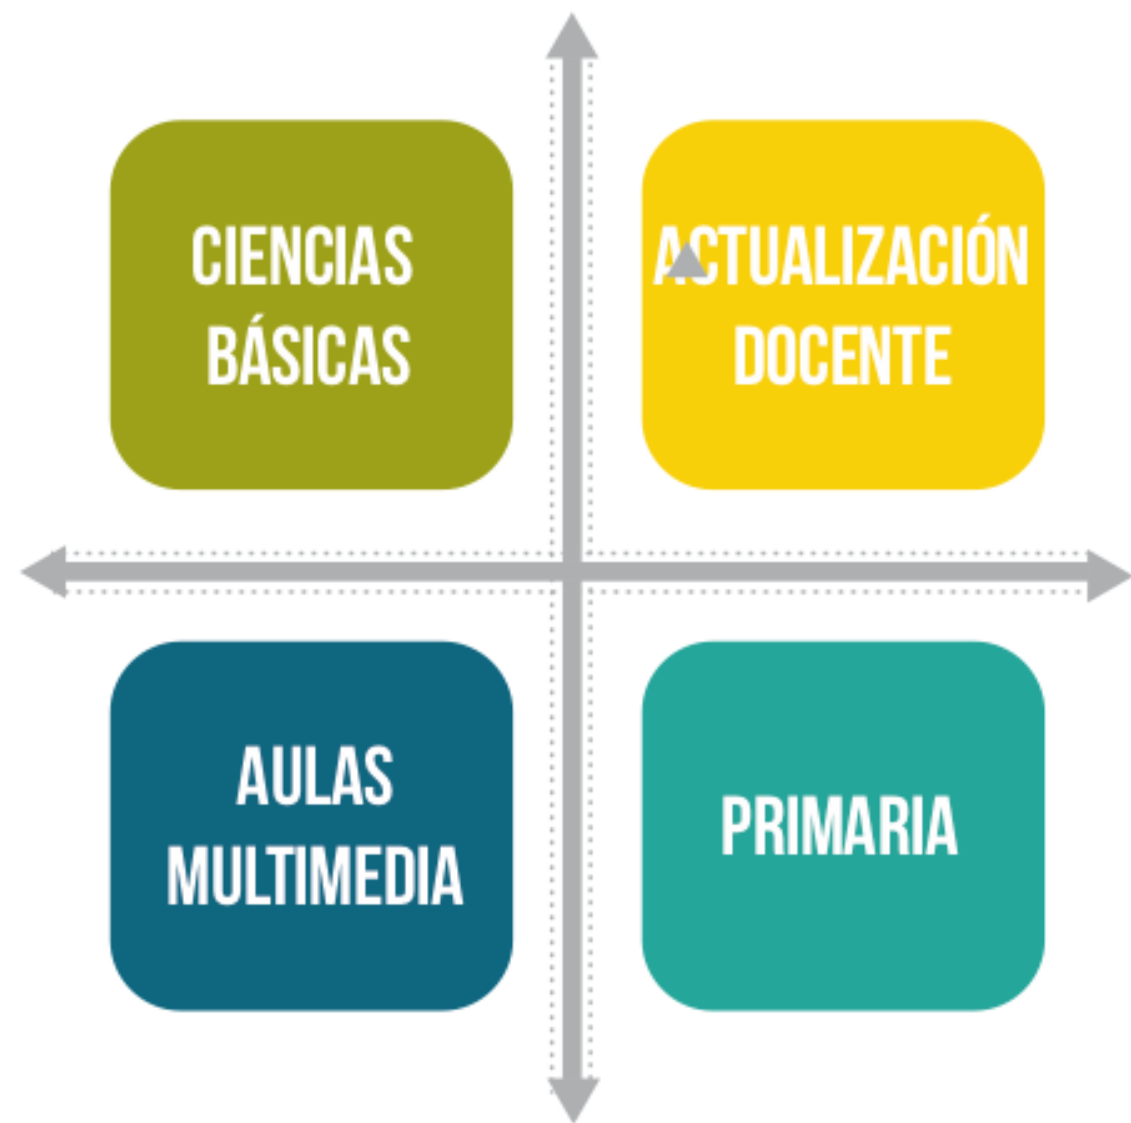 CIENCIAS
BÁSICAS
ACTUALIZACIÓN
DOCENTE
AULAS
MULTIMEDIA
PRIMARIA